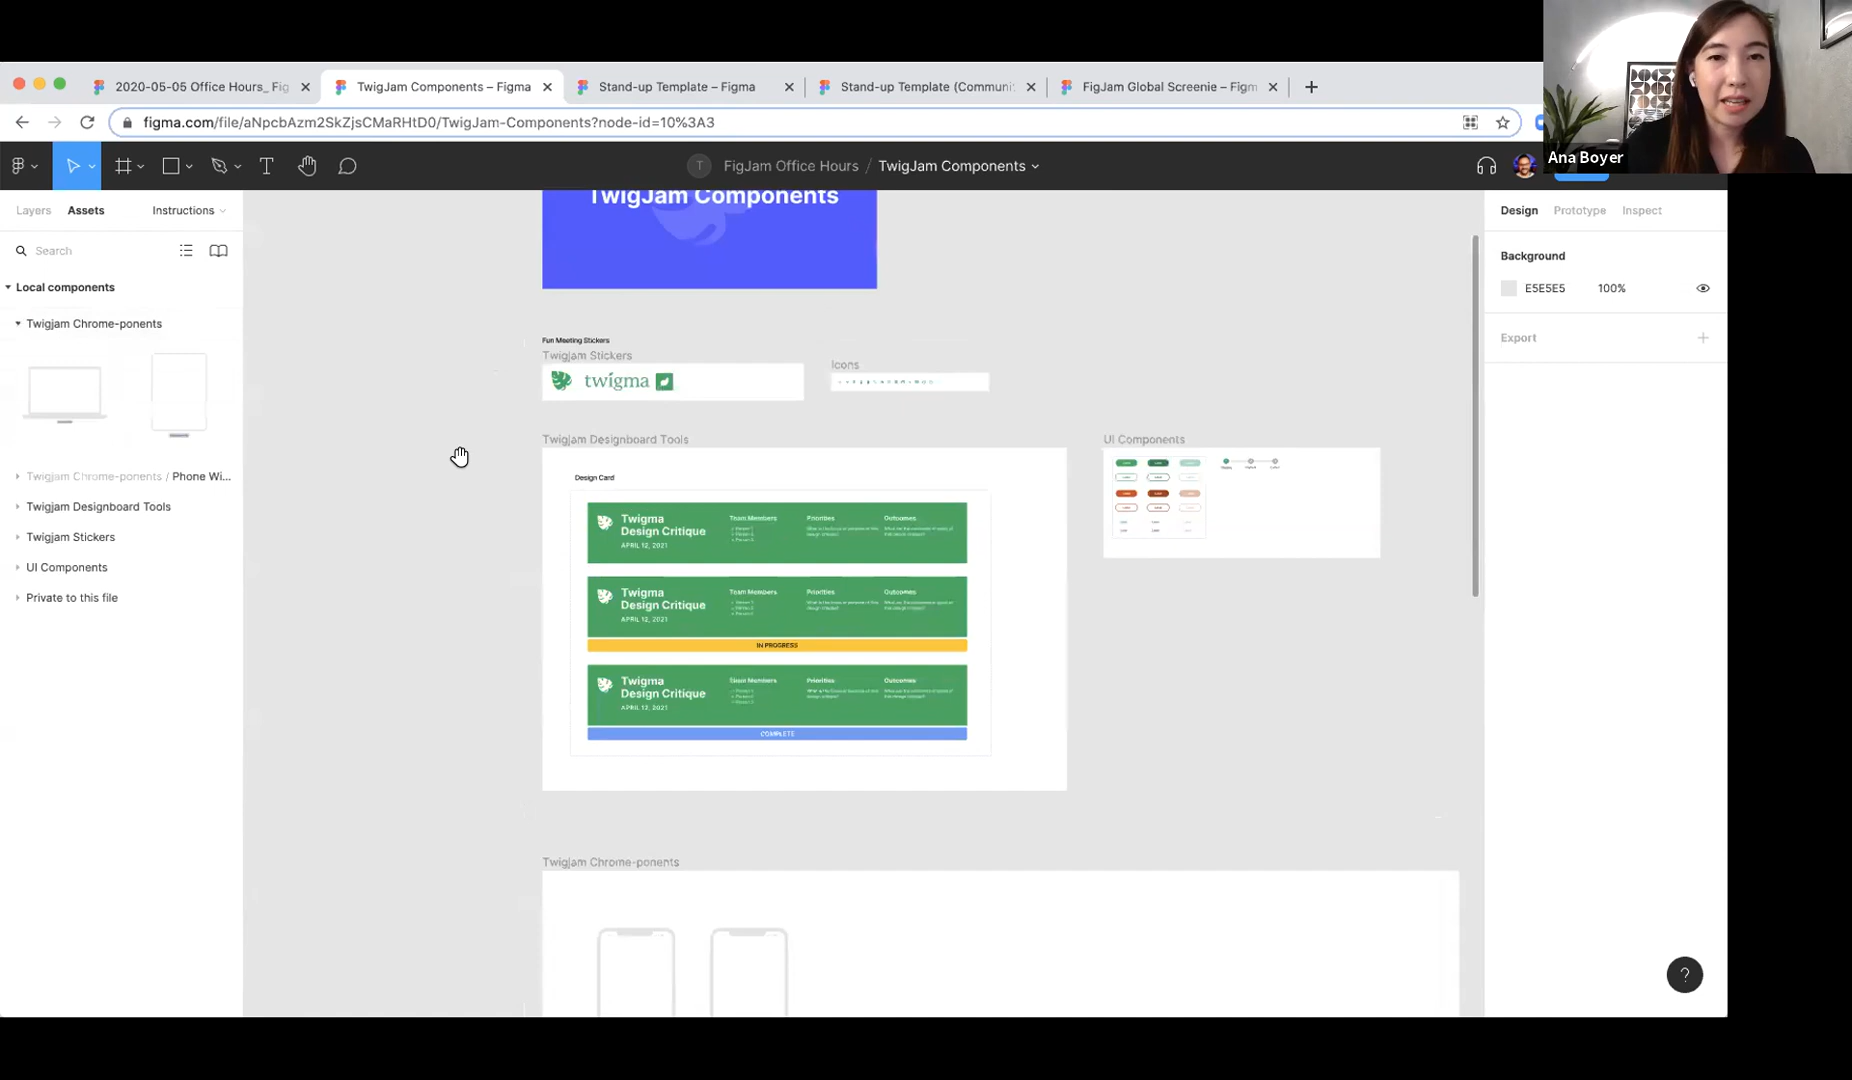 2020-05-05 Office Hours_ Fig
TwigJam Components – Figma
Stand-up Template – Figma
Stand-up Template (Communi
FigJam Global Screenie – Figm
figma.com/file/aNpcbAzm2SkZjsCMaRHtD0/TwigJam-Components?node-id=10%3A3
Ana Boyer
FigJam Office Hours / TwigJam Components
T
Layers
Assets
Instructions
Search
Local components
Twigjam Chrome-ponents
Twigjam Chrome-ponents / Phone Wi...
Twigjam Designboard Tools
Twigjam Stickers
UI Components
Private to this file
TwigJam Components
Fun Meeting Stickers
Twigjam Stickers
twigma
Icons
Twigjam Designboard Tools
Design Card
Twigma
Design Critique
APRIL 12, 2021
Team Members
Priorities
Outcomes
Twigma
Design Critique
APRIL 12, 2021
Team Members
Priorities
Outcomes
IN PROGRESS
Twigma
Design Critique
APRIL 12, 2021
Team Members
Priorities
Outcomes
COMPLETE
UI Components
Twigjam Chrome-ponents
Design
Prototype
Inspect
Background
E5E5E5
100%
Export
?